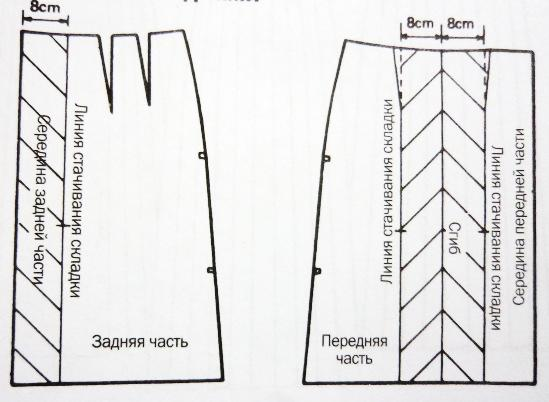 8cm
8cm
8cm
Середина задней части
Линия стачивания складки
Задняя часть
Линия стачивания складки
Сгиб
Линия стачивания складки
Середина передней части
Передняя
часть